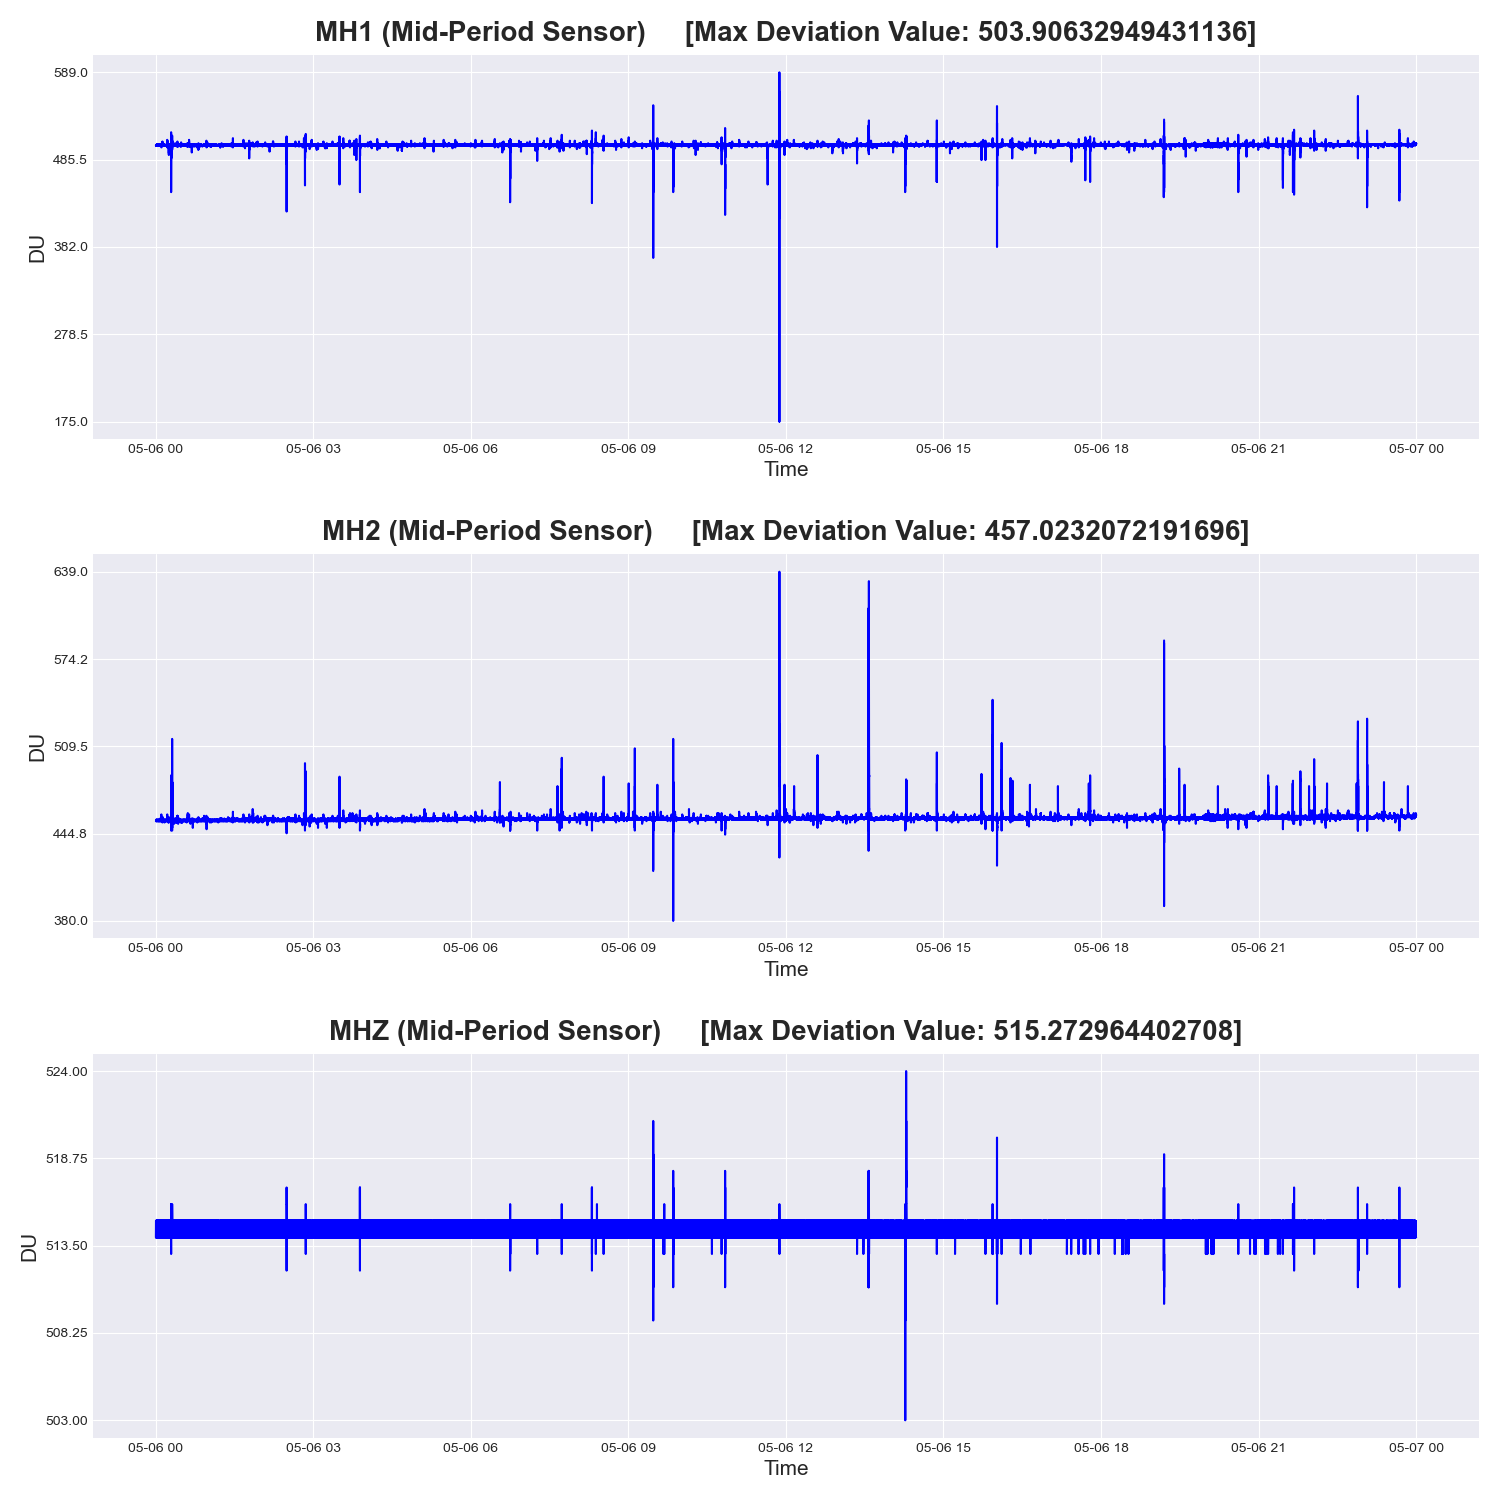 MH1 (Mid-Period Sensor) [Max Deviation Value: 503.90632949431136]
589.0
485.5
382.0
278.5
175.0
DU
05-06 00 05-06 03 05-06 06 05-06 09 05-06 12 05-06 15 05-06 18 05-06 21 05-07 00
Time
MH2 (Mid-Period Sensor) [Max Deviation Value: 457.0232072191696]
639.0
574.2
509.5
444.8
380.0
DU
05-06 00 05-06 03 05-06 06 05-06 09 05-06 12 05-06 15 05-06 18 05-06 21 05-07 00
Time
MHZ (Mid-Period Sensor) [Max Deviation Value: 515.272964402708]
524.00
518.75
513.50
508.25
503.00
DU
05-06 00 05-06 03 05-06 06 05-06 09 05-06 12 05-06 15 05-06 18 05-06 21 05-07 00
Time